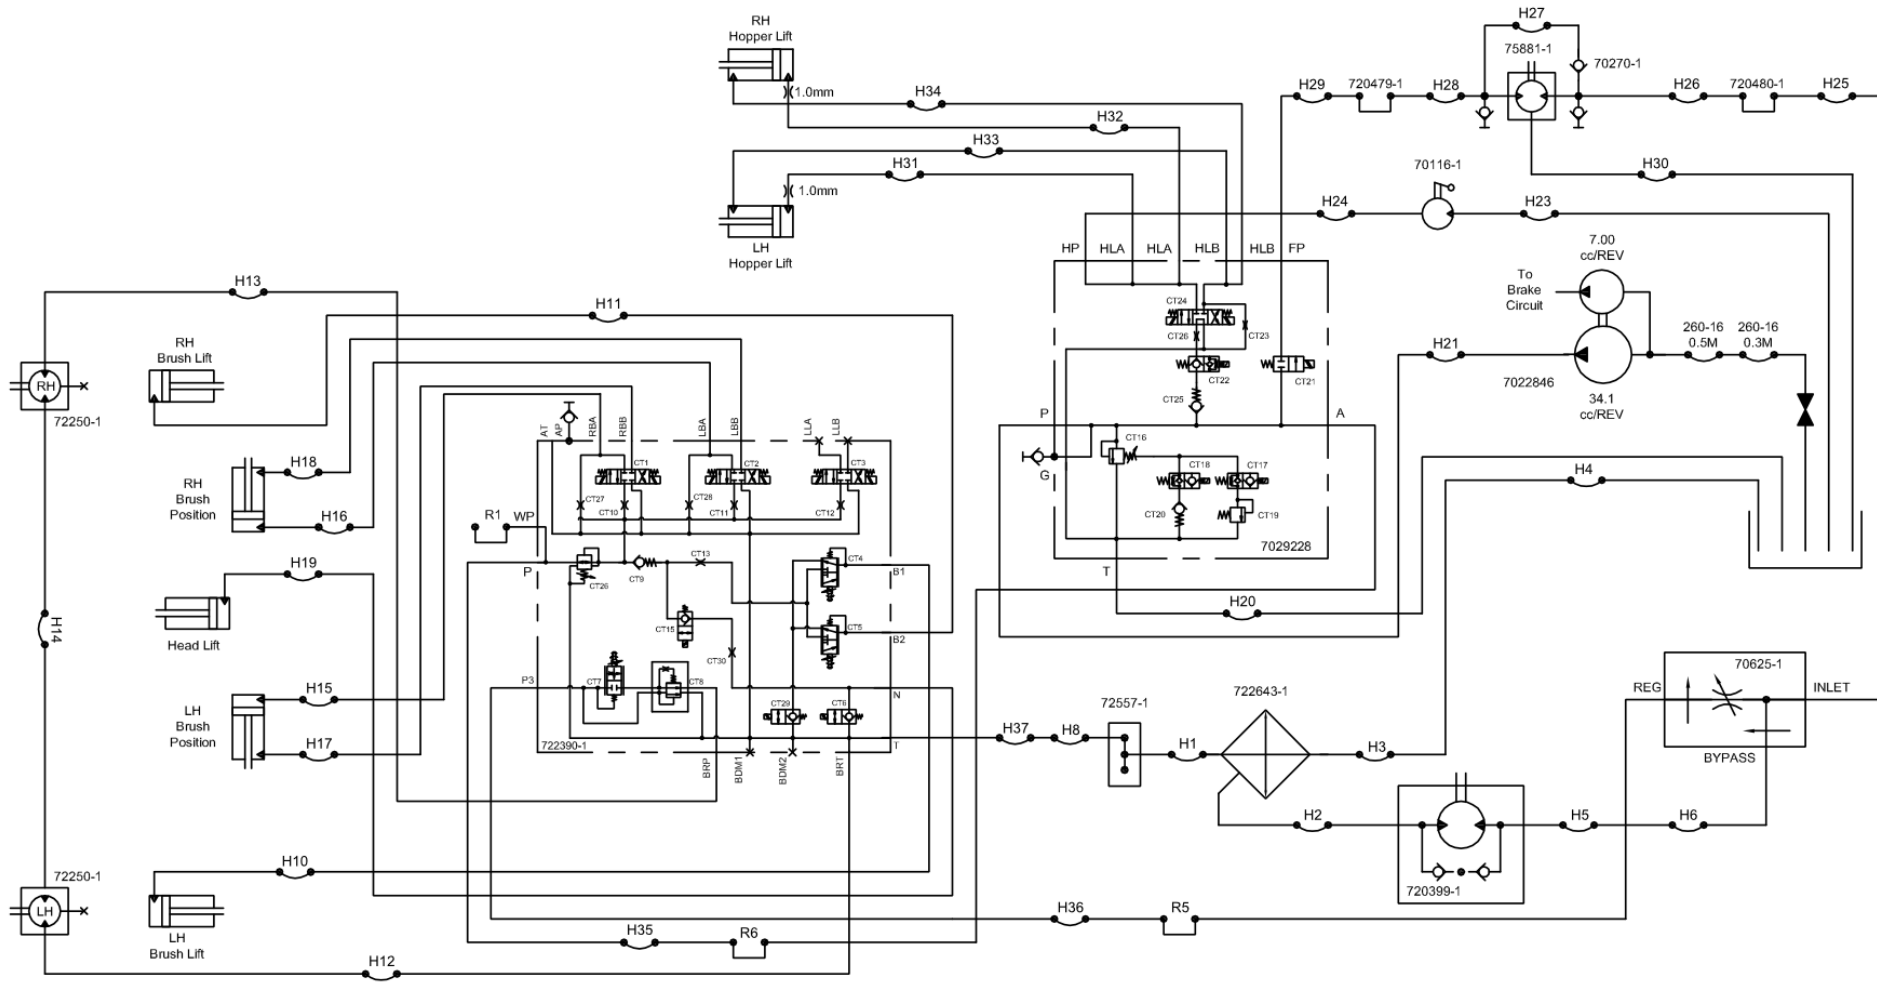 RH
Hopper Lift
1.0mm
H34
H32
H33
H31
1.0mm
LH
Hopper Lift
H27
75881-1
70270-1
H29
720479-1
H28
H26
720480-1
H25
H30
70116-1
H24
H23
HP
HLA
HLA
HLB
HLB
FP
7.00
cc/REV
To
Brake
Circuit
260-16
0.5M
260-16
0.3M
H21
7022846
34.1
cc/REV
CT24
CT26
CT23
CT22
CT21
CT25
P
A
CT16
G
CT18
CT17
CT20
CT19
7029228
T
H4
H20
H13
H11
RH
Brush Lift
RH
72250-1
H18
RH
Brush
Position
H16
H19
Head Lift
H14
H15
LH
Brush
Position
H17
AT
AP
RBA
RBB
LBA
LBB
LLA
LLB
CT1
CT2
CT3
CT27
CT10
CT28
CT11
CT12
R1
WP
P
CT26
CT9
CT13
CT4
B1
CT15
CT5
B2
CT30
P3
CT7
CT8
N
CT29
CT6
722390-1
T
BRP
BDM1
BDM2
BRT
H37
H8
72557-1
H1
722643-1
H3
REG
70625-1
INLET
BYPASS
H2
H5
H6
720399-1
H10
72250-1
LH
LH
Brush Lift
H36
R5
H35
R6
H12